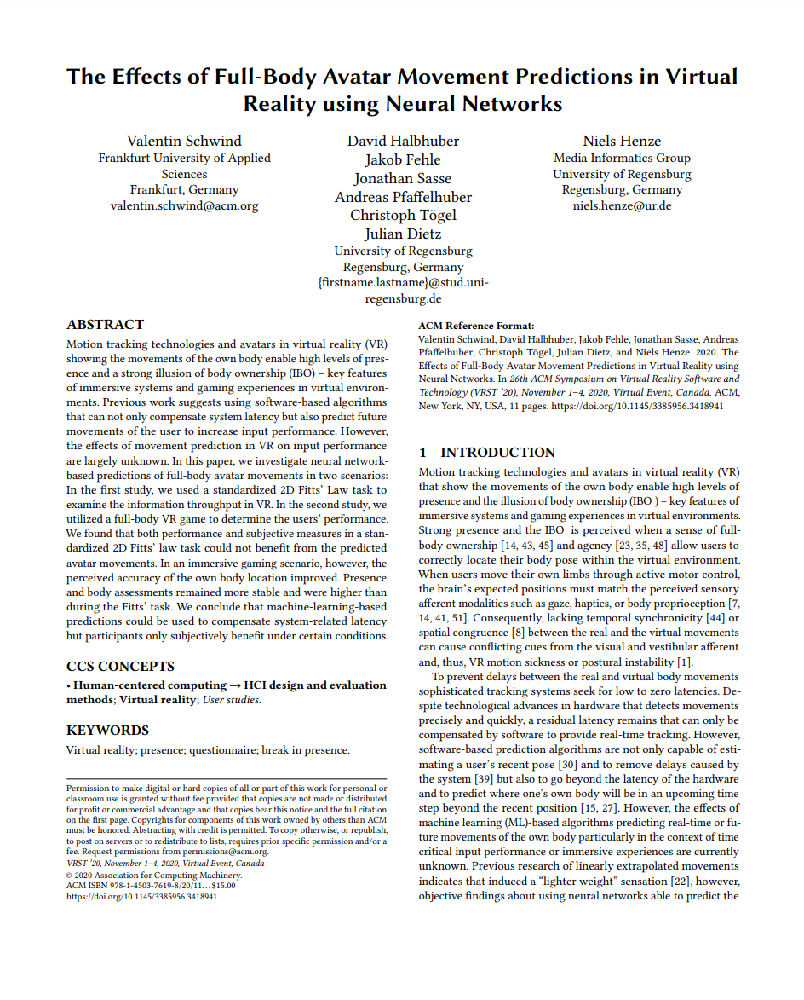 The Effects of Full-Body Avatar Movement Predictions in Virtual
Reality using Neural Networks
Valentin Schwind
Frankfurt University of Applied
Sciences
Frankfurt, Germany
valentin.schwind@acm.org
David Halbhuber
Jakob Fehle
Jonathan Sasse
Andreas Pfaffelhuber
Christoph Tögel
Julian Dietz
University of Regensburg
Regensburg, Germany
{firstname.lastname}@stud.uni-
regensburg.de
Niels Henze
Media Informatics Group
University of Regensburg
Regensburg, Germany
niels.henze@ur.de
ABSTRACT
Motion tracking technologies and avatars in virtual reality (VR)
showing the movements of the own body enable high levels of pres-
ence and a strong illusion of body ownership (IBO) – key features
of immersive systems and gaming experiences in virtual environ-
ments. Previous work suggests using software-based algorithms
that can not only compensate system latency but also predict future
movements of the user to increase input performance. However,
the effects of movement prediction in VR on input performance
are largely unknown. In this paper, we investigate neural network-
based predictions of full-body avatar movements in two scenarios:
In the first study, we used a standardized 2D Fitts' Law task to
examine the information throughput in VR. In the second study, we
utilized a full-body VR game to determine the users' performance.
We found that both performance and subjective measures in a stan-
dardized 2D Fitts' law task could not benefit from the predicted
avatar movements. In an immersive gaming scenario, however, the
perceived accuracy of the own body location improved. Presence
and body assessments remained more stable and were higher than
during the Fitts' task. We conclude that machine-learning-based
predictions could be used to compensate system-related latency
but participants only subjectively benefit under certain conditions.
CCS CONCEPTS
• Human-centered computing → HCI design and evaluation
methods; Virtual reality; User studies.
KEYWORDS
Virtual reality; presence; questionnaire; break in presence.
Permission to make digital or hard copies of all or part of this work for personal or
classroom use is granted without fee provided that copies are not made or distributed
for profit or commercial advantage and that copies bear this notice and the full citation
on the first page. Copyrights for components of this work owned by others than ACM
must be honored. Abstracting with credit is permitted. To copy otherwise, or republish,
to post on servers or to redistribute to lists, requires prior specific permission and/or a
fee. Request permissions from permissions@acm.org.
VRST '20, November 1–4, 2020, Virtual Event, Canada
© 2020 Association for Computing Machinery.
ACM ISBN 978-1-4503-7619-8/20/11...$15.00
https://doi.org/10.1145/3385956.3418941
ACM Reference Format:
Valentin Schwind, David Halbhuber, Jakob Fehle, Jonathan Sasse, Andreas
Pfaffelhuber, Christoph Tögel, Julian Dietz, and Niels Henze. 2020. The
Effects of Full-Body Avatar Movement Predictions in Virtual Reality using
Neural Networks. In 26th ACM Symposium on Virtual Reality Software and
Technology (VRST '20), November 1–4, 2020, Virtual Event, Canada. ACM,
New York, NY, USA, 11 pages. https://doi.org/10.1145/3385956.3418941
1 INTRODUCTION
Motion tracking technologies and avatars in virtual reality (VR)
that show the movements of the own body enable high levels of
presence and the illusion of body ownership (IBO ) – key features of
immersive systems and gaming experiences in virtual environments.
Strong presence and the IBO is perceived when a sense of full-
body ownership [14, 43, 45] and agency [23, 35, 48] allow users to
correctly locate their body pose within the virtual environment.
When users move their own limbs through active motor control,
the brain's expected positions must match the perceived sensory
afferent modalities such as gaze, haptics, or body proprioception [7,
14, 41, 51]. Consequently, lacking temporal synchronicity [44] or
spatial congruence [8] between the real and the virtual movements
can cause conflicting cues from the visual and vestibular afferent
and, thus, VR motion sickness or postural instability [1].
To prevent delays between the real and virtual body movements
sophisticated tracking systems seek for low to zero latencies. De-
spite technological advances in hardware that detects movements
precisely and quickly, a residual latency remains that can only be
compensated by software to provide real-time tracking. However,
software-based prediction algorithms are not only capable of esti-
mating a user's recent pose [30] and to remove delays caused by
the system [39] but also to go beyond the latency of the hardware
and to predict where one's own body will be in an upcoming time
step beyond the recent position [15, 27]. However, the effects of
machine learning (ML)-based algorithms predicting real-time or fu-
ture movements of the own body particularly in the context of time
critical input performance or immersive experiences are currently
unknown. Previous research of linearly extrapolated movements
indicates that induced a “lighter weight” sensation [22], however,
objective findings about using neural networks able to predict the